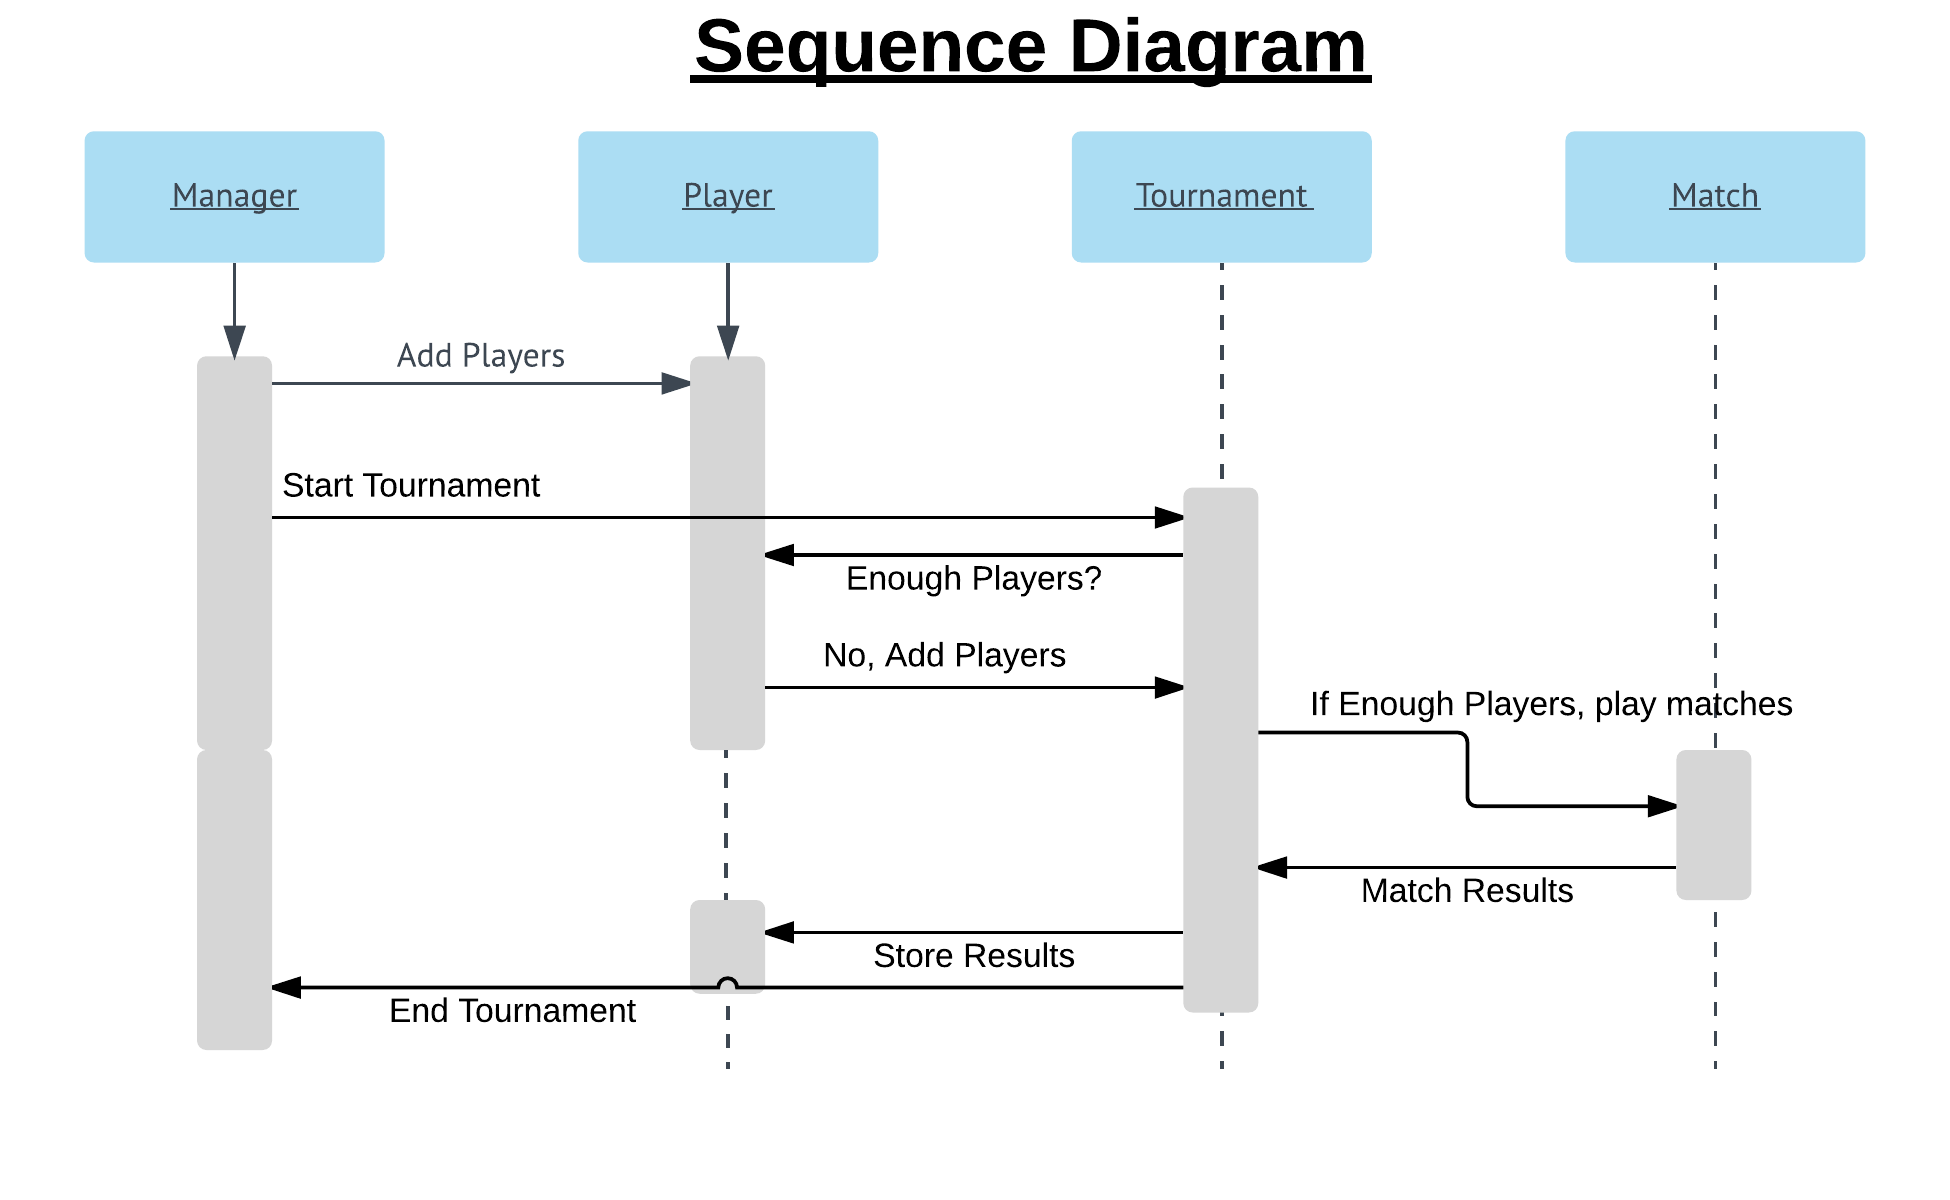 Sequence Diagram
Manager
Player
Tournament
Match
Add Players
Start Tournament
Enough Players?
No, Add Players
If Enough Players, play matches
Match Results
Store Results
End Tournament